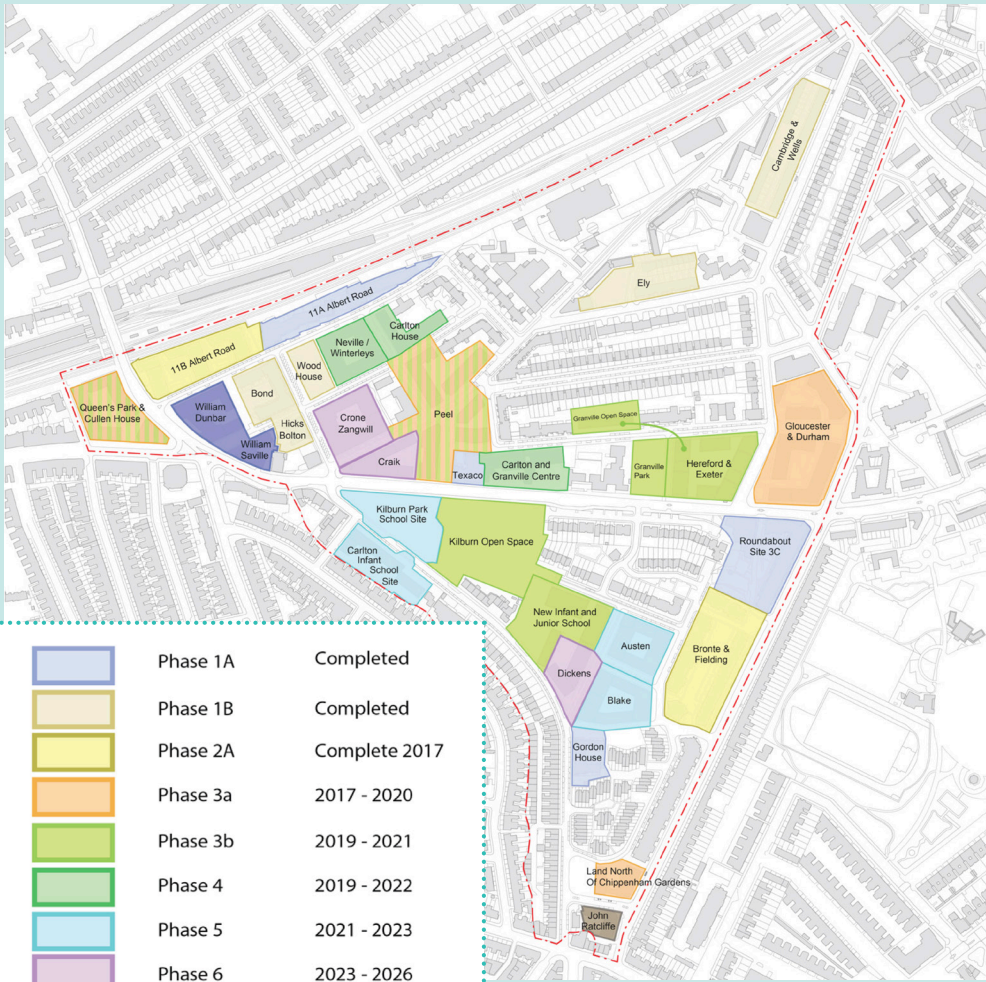 Cambridge &
Wells
Ely
11A Albert Road
Carlton
House
Neville /
Winterleys
11B Albert Road
Wood
House
Bond
Queen's Park &
Cullen House
William
Dunbar
Hicks
Bolton
William
Saville
Crone
Zangwill
Peel
Craik
Texaco
Carlton and
Granville Centre
Granville Open Space
Granville
Park
Hereford &
Exeter
Gloucester
& Durham
Kilburn Park
School Site
Kilburn Open Space
Roundabout
Site 3C
Carlton
Infant
School
Site
New Infant and
Junior School
Austen
Bronte &
Fielding
Dickens
Blake
Gordon
House
Land North
Of Chippenham Gardens
John
Ratcliffe
Phase 1A Completed
Phase 1B Completed
Phase 2A Complete 2017
Phase 3a 2017 - 2020
Phase 3b 2019 - 2021
Phase 4 2019 - 2022
Phase 5 2021 - 2023
Phase 6 2023 - 2026